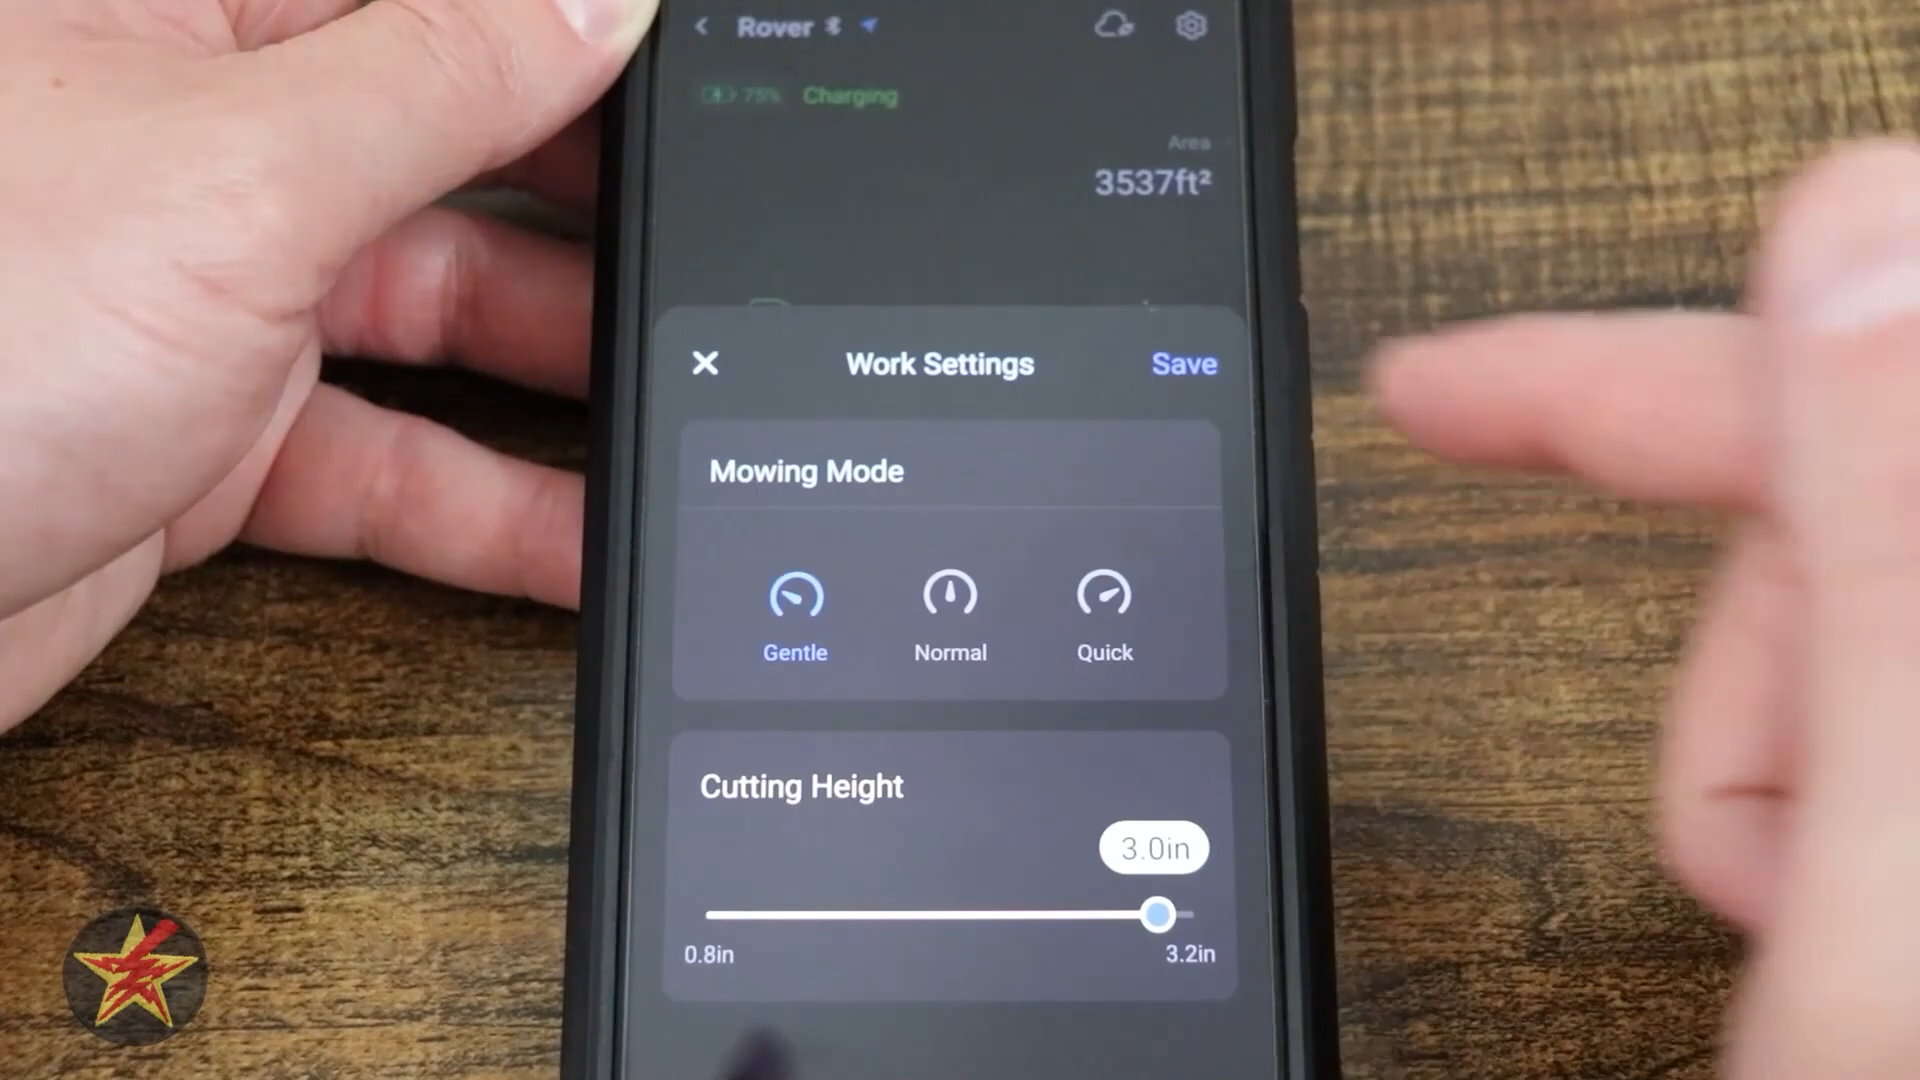 Rover
75% Charging
Area
3537ft²
Work Settings Save
Mowing Mode
Gentle Normal Quick
Cutting Height
3.0in
0.8in 3.2in